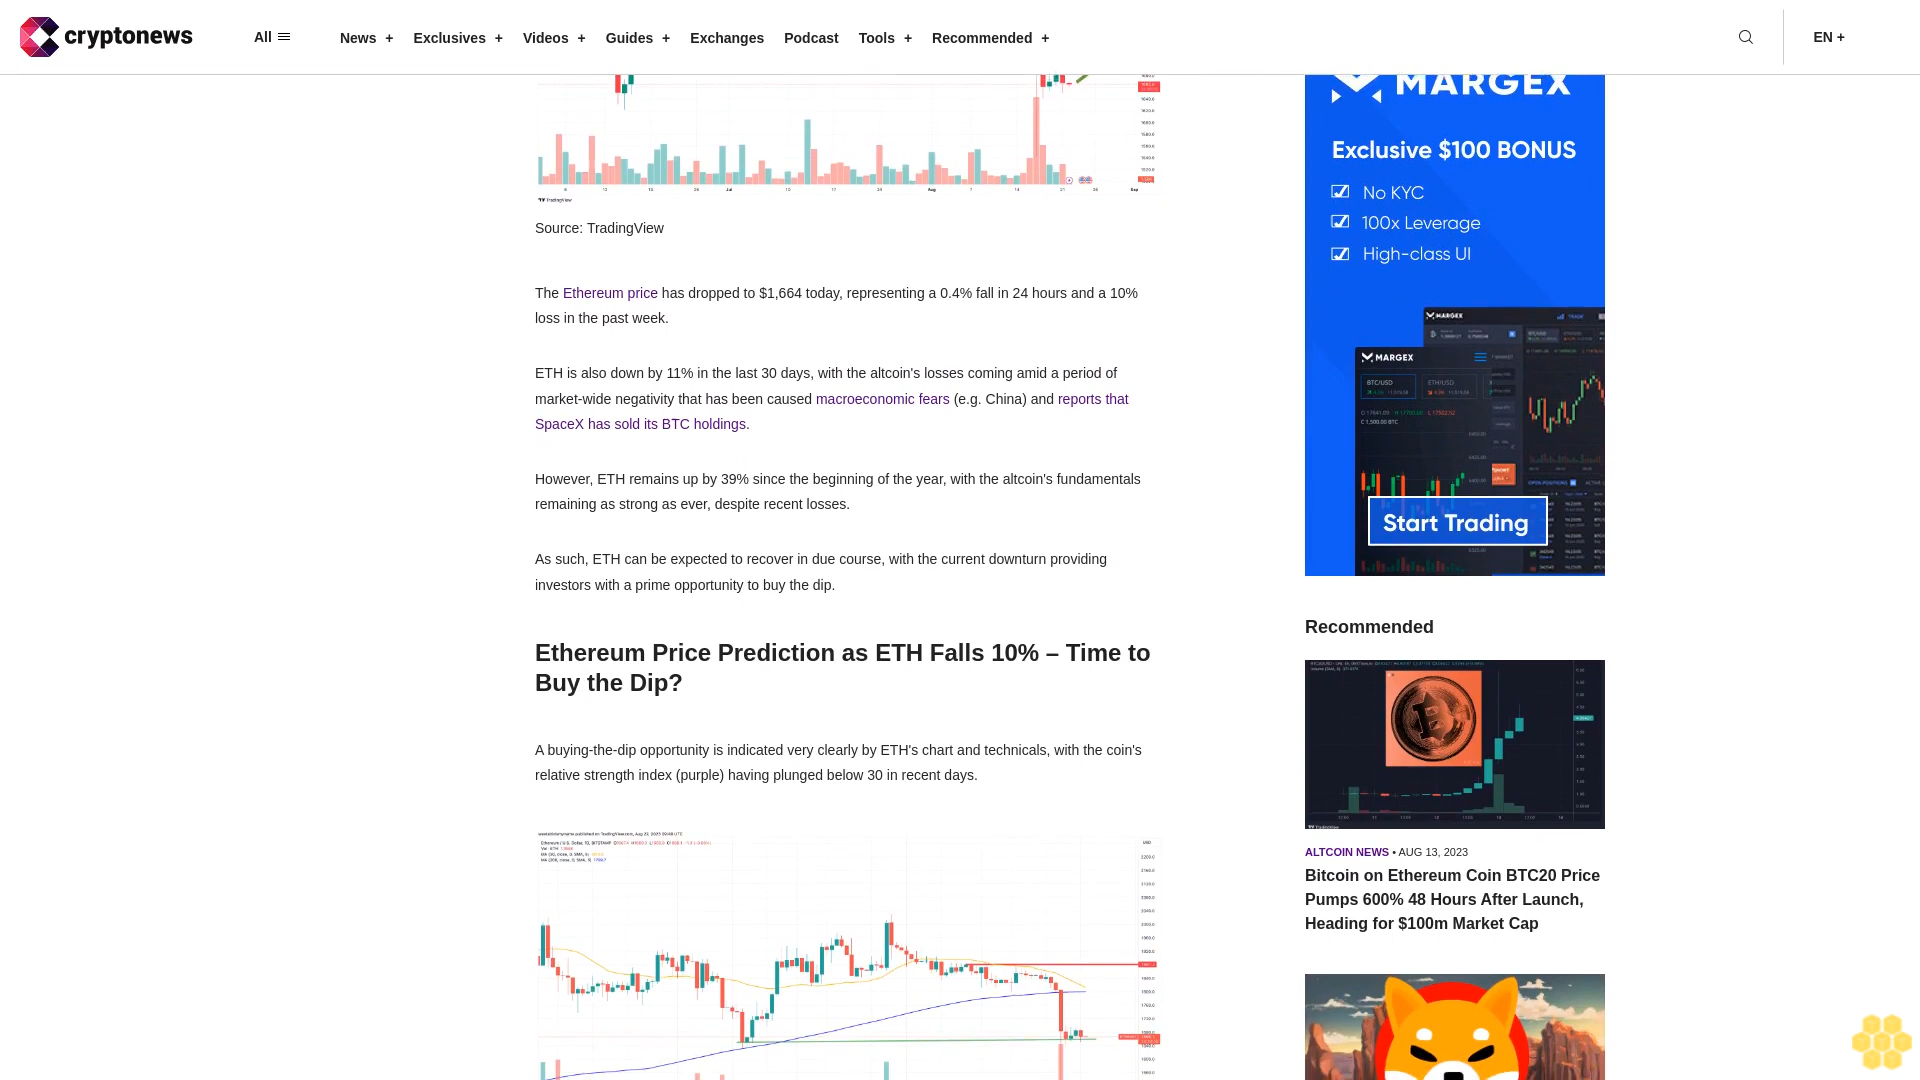 cryptonews
All
News +
Exclusives +
Videos +
Guides +
Exchanges
Podcast
Tools +
Recommended +
EN +
TradingView
Source: TradingView
The Ethereum price has dropped to $1,664 today, representing a 0.4% fall in 24 hours and a 10%
loss in the past week.
ETH is also down by 11% in the last 30 days, with the altcoin's losses coming amid a period of
market-wide negativity that has been caused macroeconomic fears (e.g. China) and reports that
SpaceX has sold its BTC holdings.
However, ETH remains up by 39% since the beginning of the year, with the altcoin's fundamentals
remaining as strong as ever, despite recent losses.
As such, ETH can be expected to recover in due course, with the current downturn providing
investors with a prime opportunity to buy the dip.
Ethereum Price Prediction as ETH Falls 10% – Time to
Buy the Dip?
A buying-the-dip opportunity is indicated very clearly by ETH's chart and technicals, with the coin's
relative strength index (purple) having plunged below 30 in recent days.
MARGEX
Exclusive $100 BONUS
No KYC
100x Leverage
High-class UI
MARGEX
TRADE
MARGEX
BTC/USD
ETH/USD
Start Trading
Recommended
TradingView
ALTCOIN NEWS • AUG 13, 2023
Bitcoin on Ethereum Coin BTC20 Price
Pumps 600% 48 Hours After Launch,
Heading for $100m Market Cap